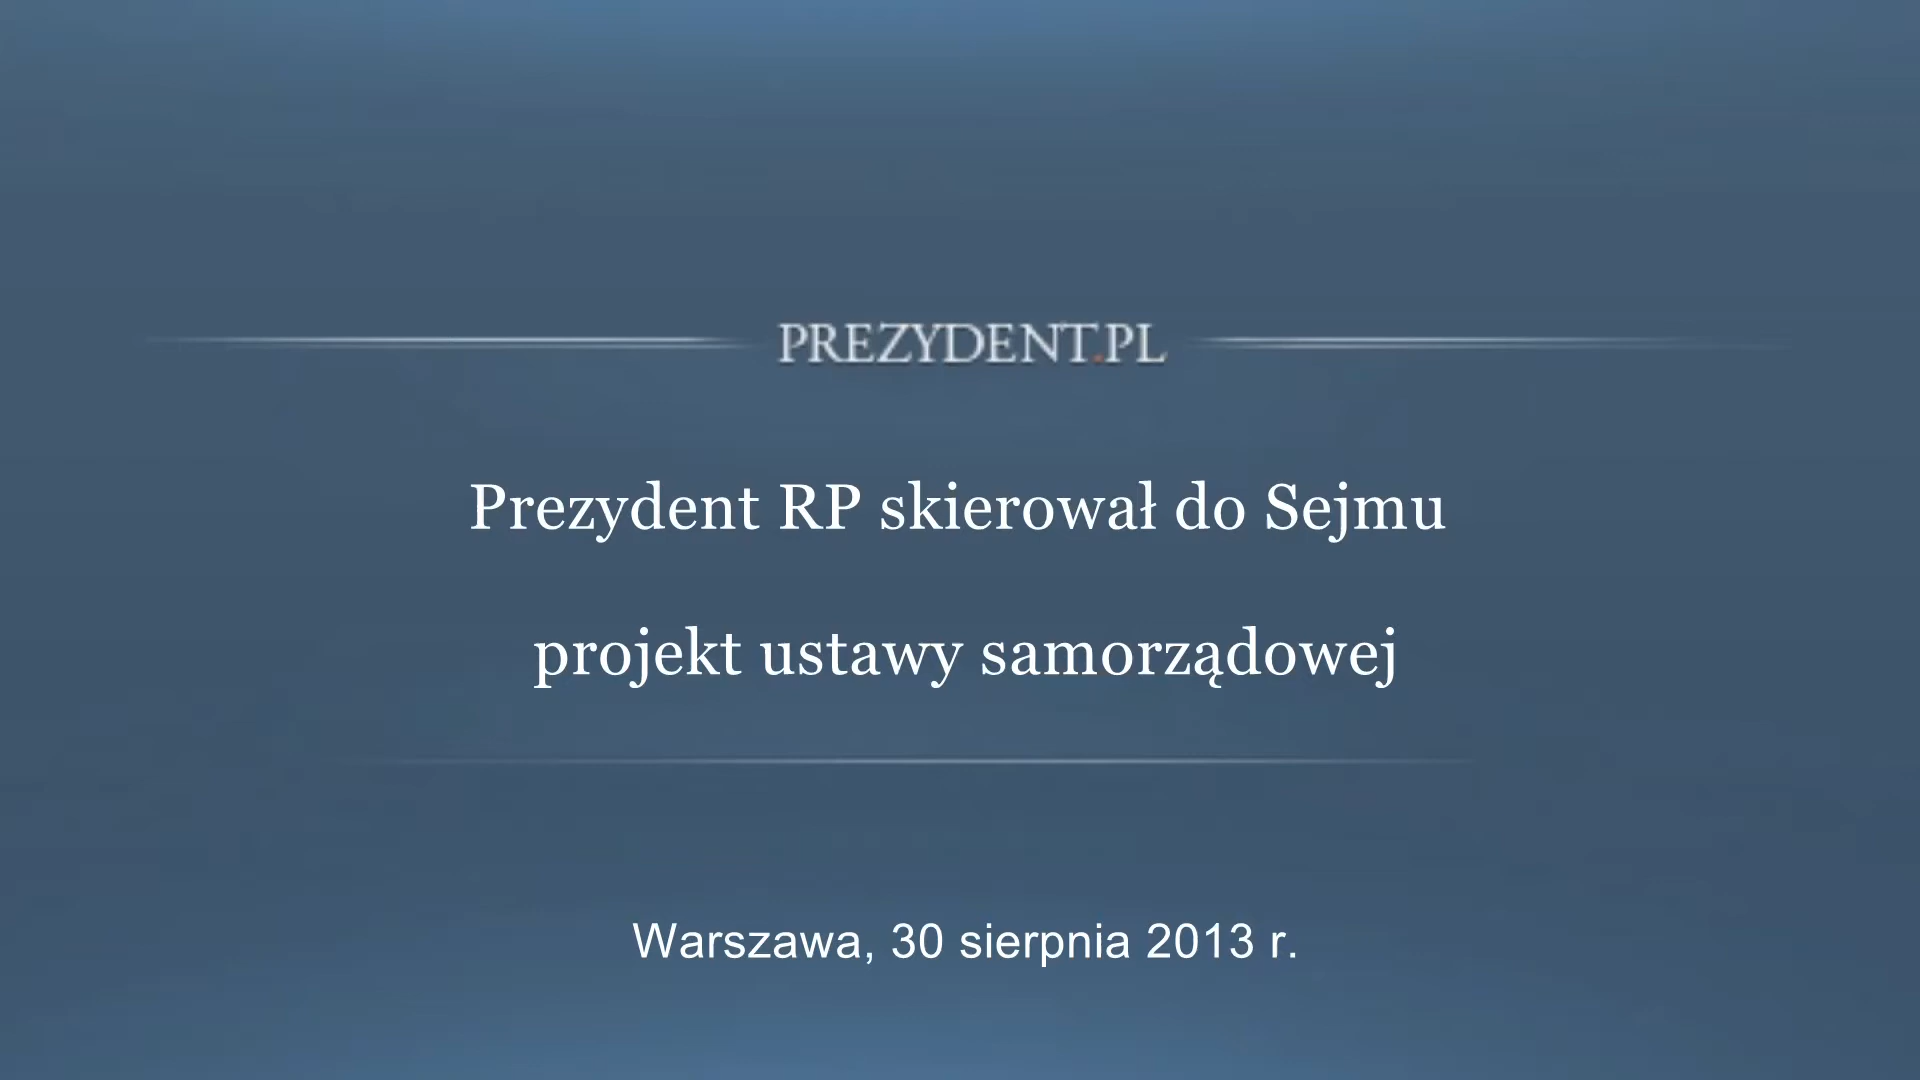 PREZYDENT.PL
Prezydent RP skierował do Sejmu
projekt ustawy samorządowej
Warszawa, 30 sierpnia 2013 r.